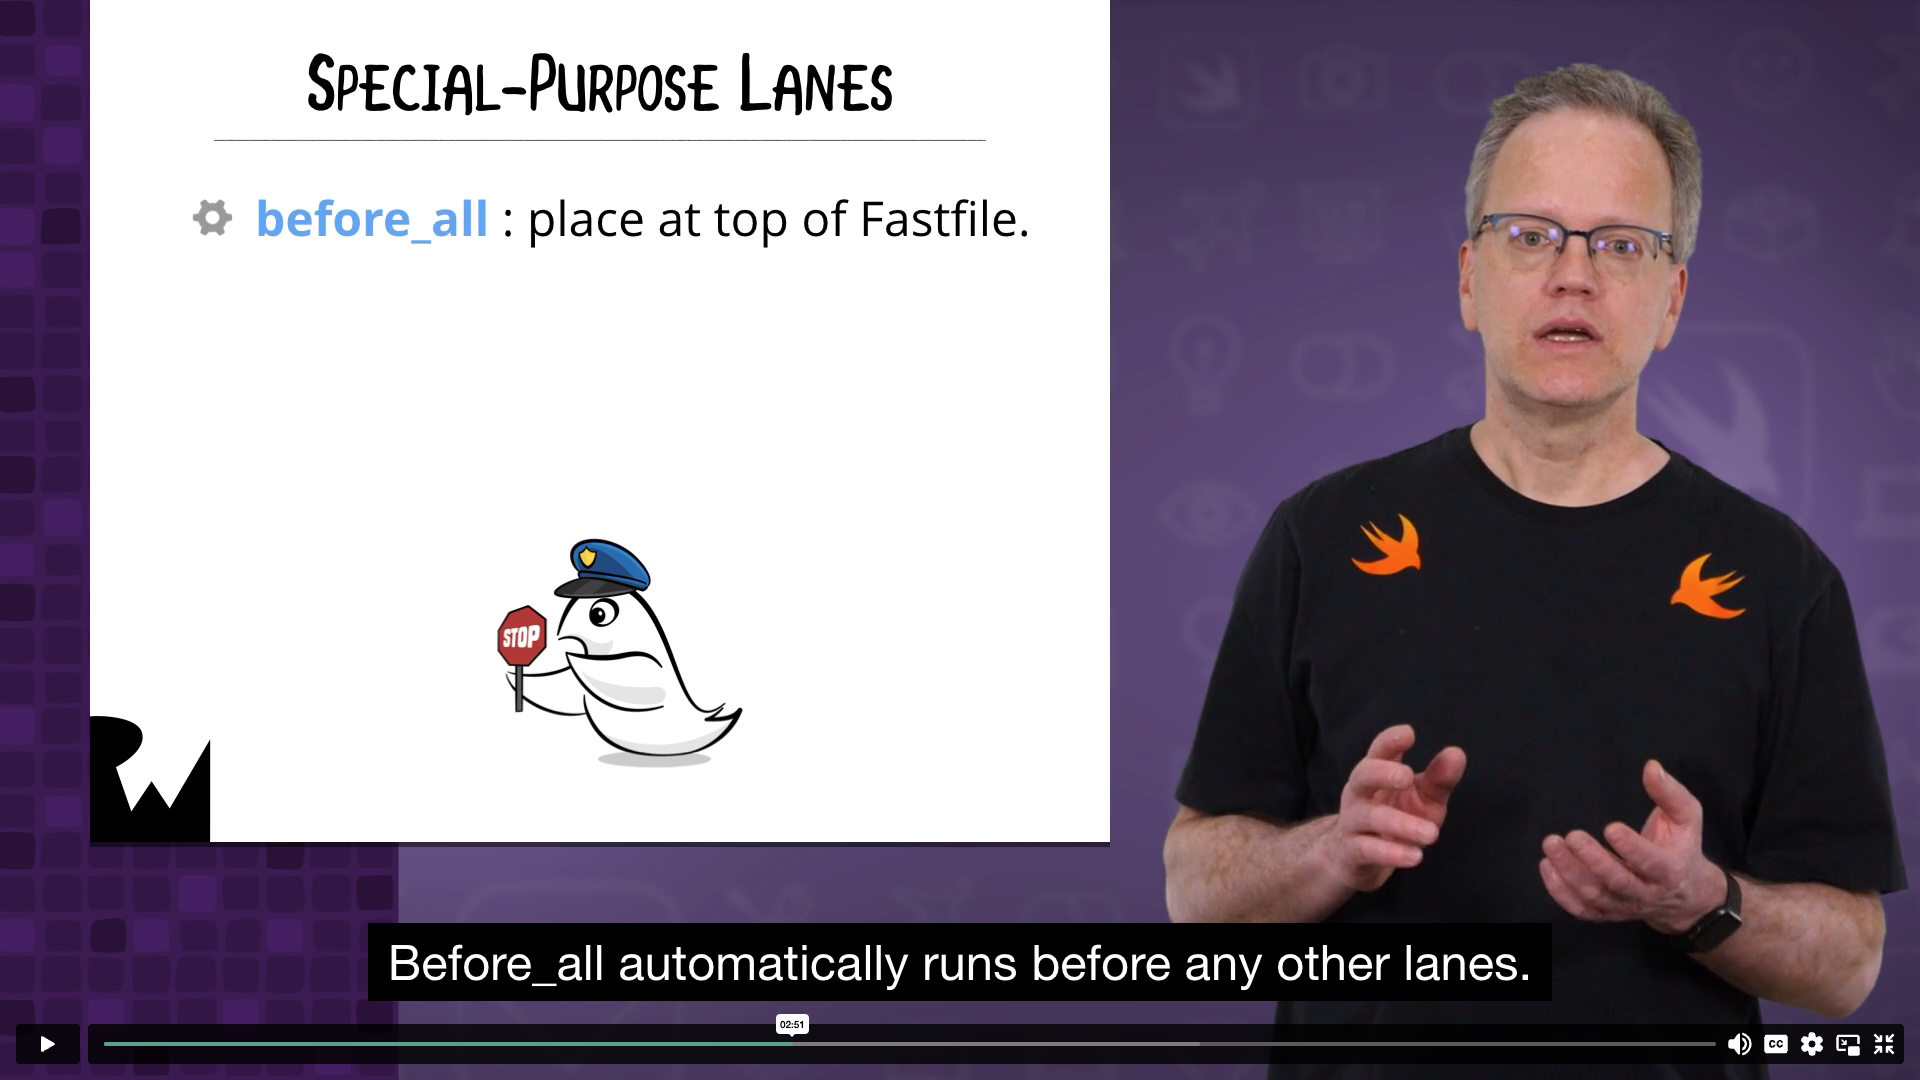 SPECIAL-PURPOSE LANES
before_all : place at top of Fastfile.
STOP
RW
Before_all automatically runs before any other lanes.
02:51
CC